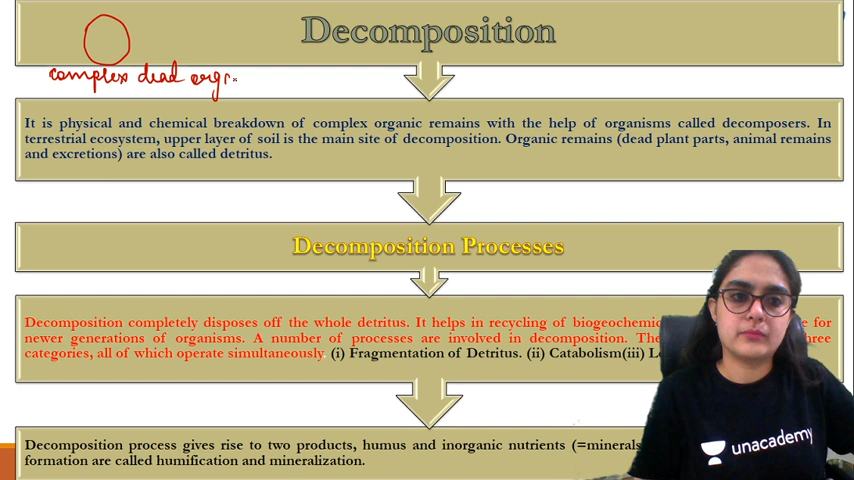 Decomposition
complex dead orga
It is physical and chemical breakdown of complex organic remains with the help of organisms called decomposers. In
terrestrial ecosystem, upper layer of soil is the main site of decomposition. Organic remains (dead plant parts, animal remains
and excretions) are also called detritus.
Decomposition Processes
Decomposition completely disposes off the whole detritus. It helps in recycling of for
newer generations of organisms. A number of processes are involved in decomposition.
categories, all of which operate simultaneously. (i) Fragmentation of Detritus. (ii) Catabolism(iii)
Decomposition process gives rise to two products, humus and inorganic nutrients (=minerals
formation are called humification and mineralization.
unacademy